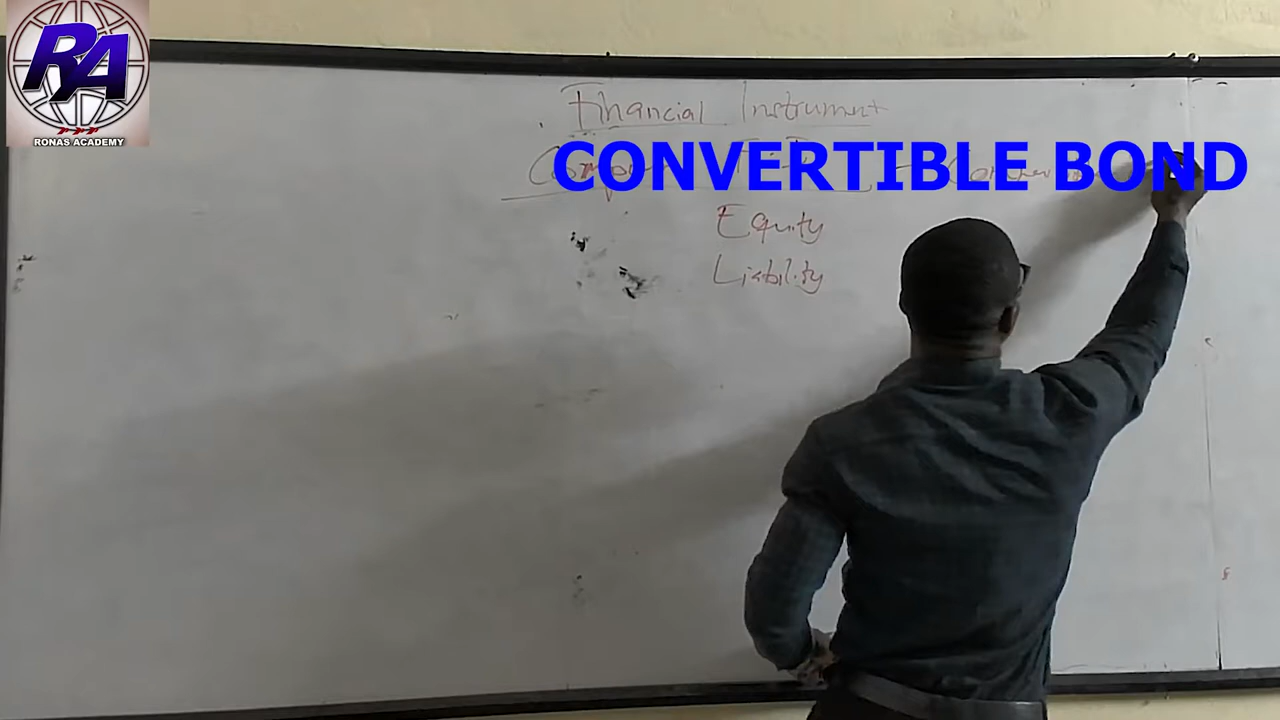 RA
RONAS ACADEMY
Financial Instrument
CONVERTIBLE BOND
Equity
Liability